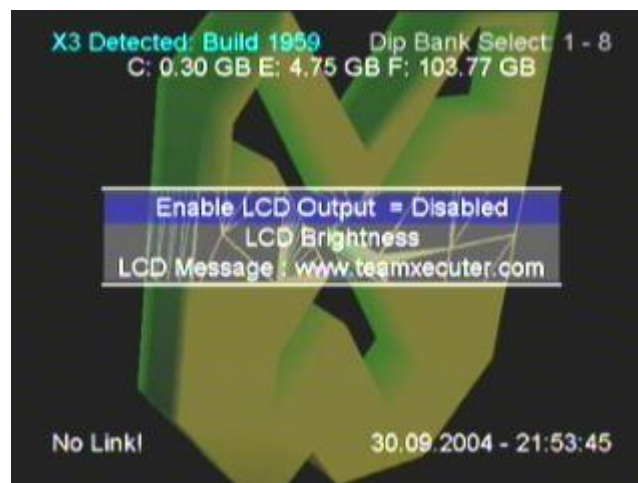 X3 Detected: Build 1959 Dip Bank Select: 1 - 8
C: 0.30 GB E: 4.75 GB F: 103.77 GB
Enable LCD Output = Disabled
LCD Brightness
LCD Message : www.teamxecuter.com
No Link! 30.09.2004 - 21:53:45